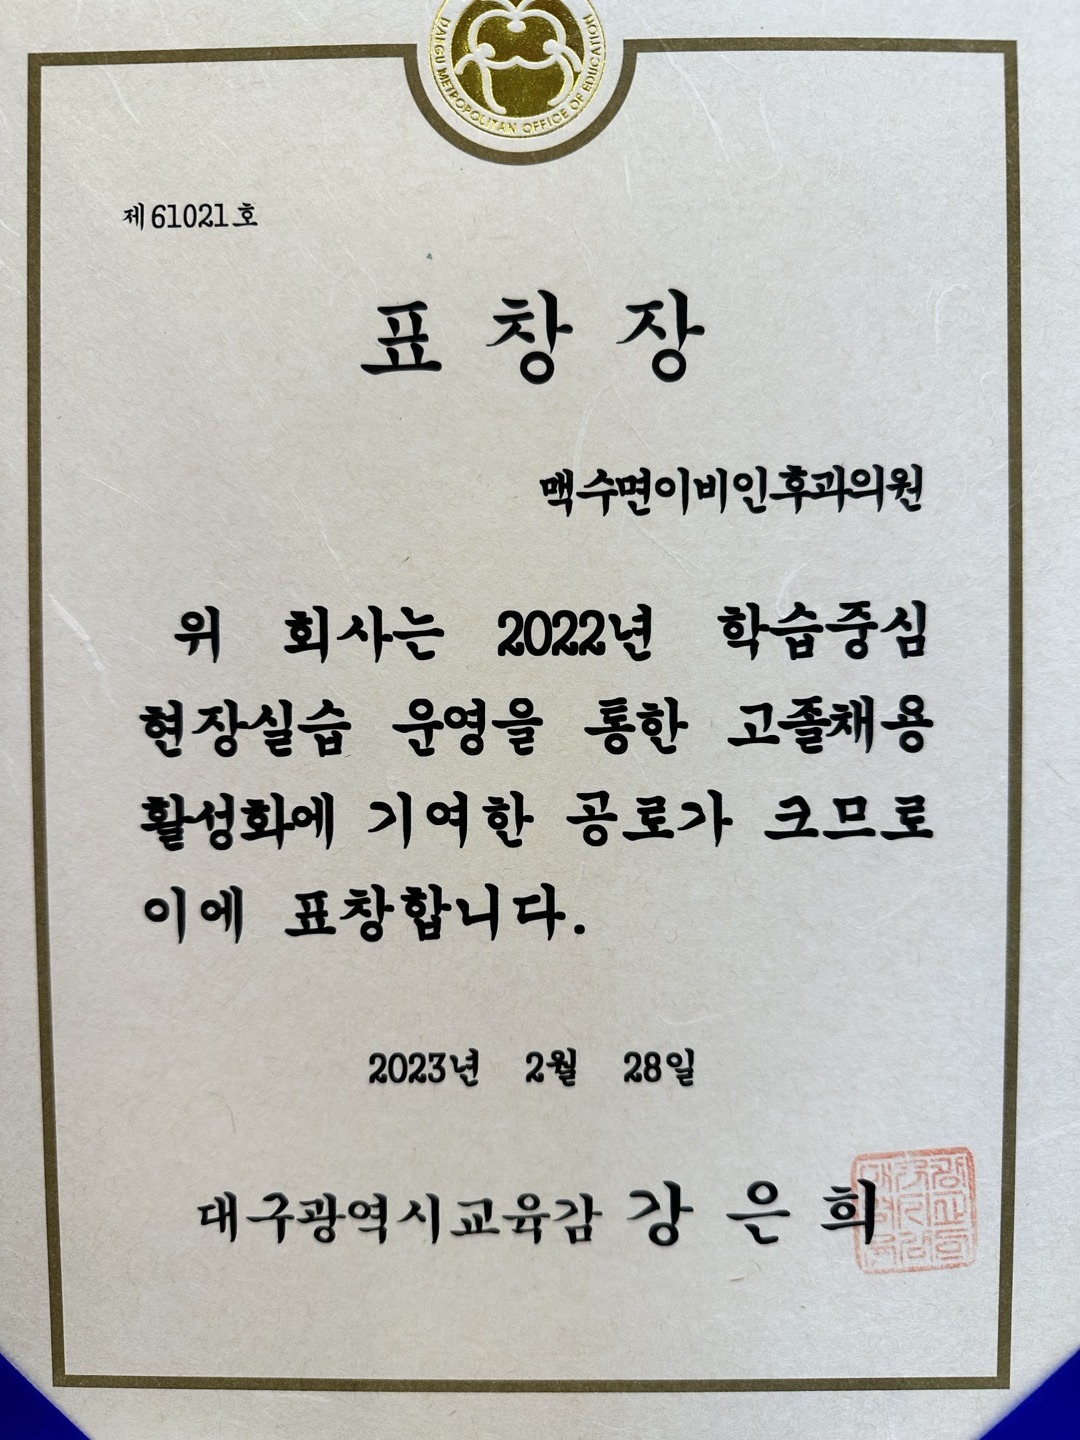 DAEGU METROPOLITAN OFFICE OF EDUCATION
제 61021 호
표 창 장
맥수면이비인후과의원
위 회사는 2022년 학습중심
현장실습 운영을 통한 고졸채용
활성화에 기여한 공로가 크므로
이에 표창합니다.
2023년 2월 28일
대구광역시교육감 강 은 희